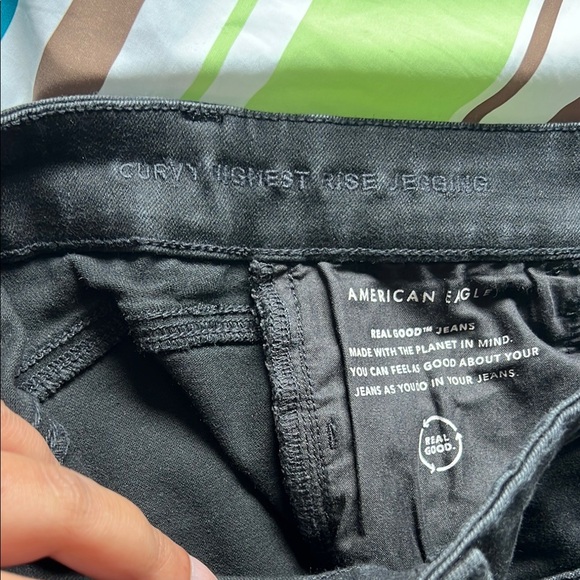 CURVY HIGHEST RISE JEGGING
AMERICAN EAGLE
REAL GOOD™ JEANS
MADE WITH THE PLANET IN MIND.
YOU CAN FEEL AS GOOD ABOUT YOUR
JEANS AS YOU DO IN YOUR JEANS.
REAL
GOOD.